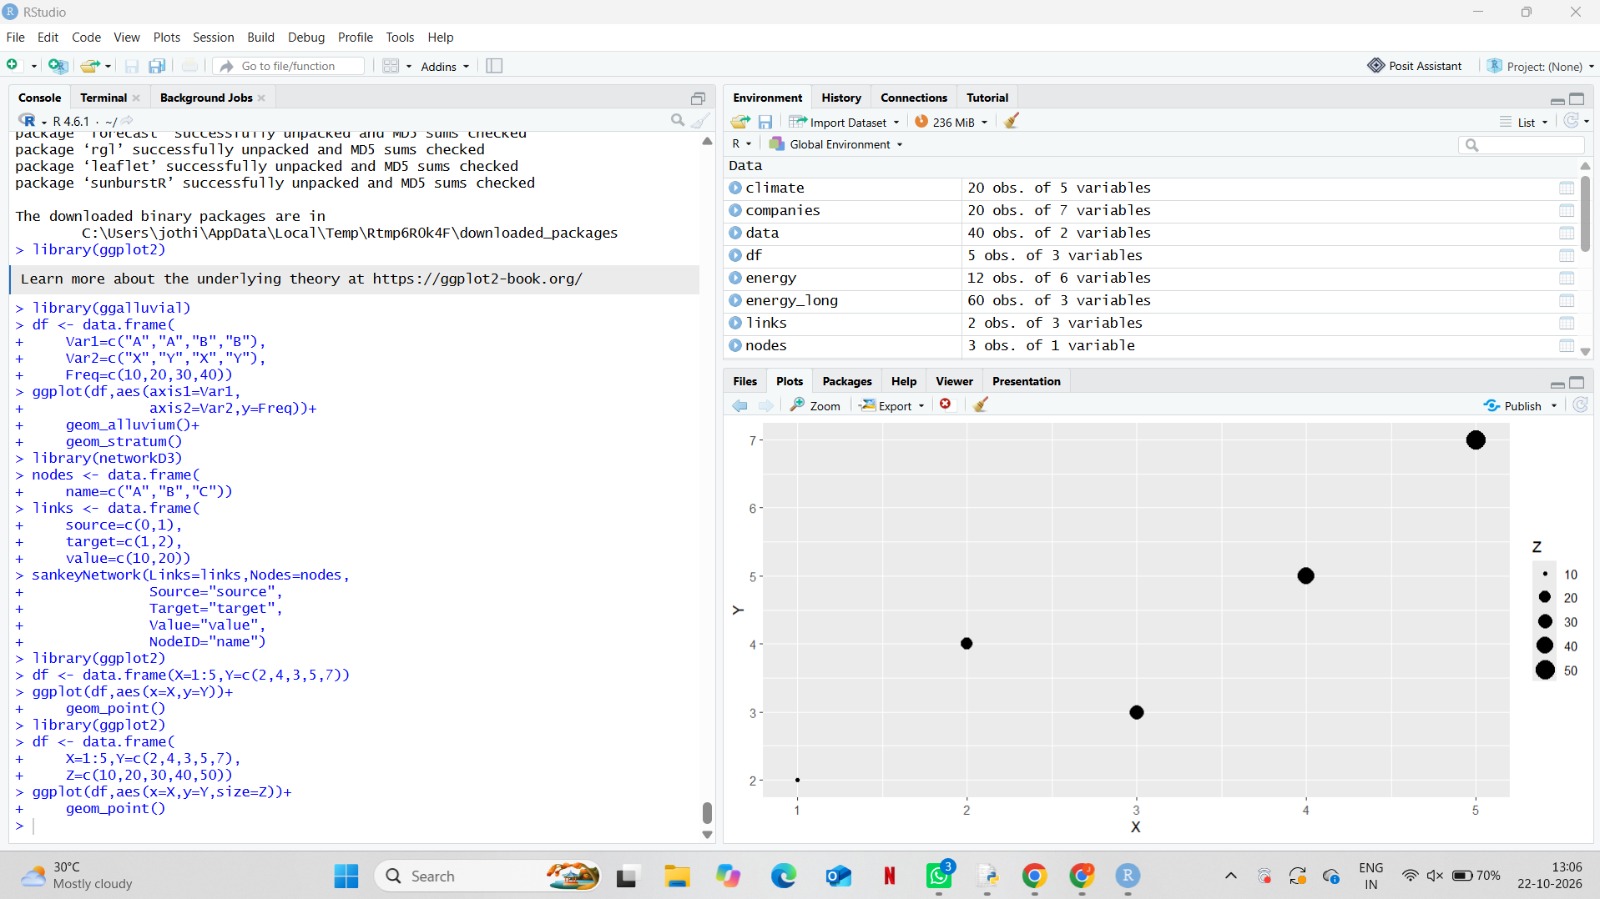 RStudio
File Edit Code View Plots Session Build Debug Profile Tools Help
Go to file/function Addins Posit Assistant Project: (None)
Console Terminal Background Jobs
R 4.6.1 · ~/
package ‘forecast’ successfully unpacked and MD5 sums checked
package ‘rgl’ successfully unpacked and MD5 sums checked
package ‘leaflet’ successfully unpacked and MD5 sums checked
package ‘sunburstR’ successfully unpacked and MD5 sums checked
The downloaded binary packages are in
C:\Users\jothi\AppData\Local\Temp\Rtmp6ROk4F\downloaded_packages
> library(ggplot2)
Learn more about the underlying theory at https://ggplot2-book.org/
> library(ggalluvial)
> df <- data.frame(
+ Var1=c("A","A","B","B"),
+ Var2=c("X","Y","X","Y"),
+ Freq=c(10,20,30,40))
> ggplot(df,aes(axis1=Var1,
+ axis2=Var2,y=Freq))+
+ geom_alluvium()+
+ geom_stratum()
> library(networkD3)
> nodes <- data.frame(
+ name=c("A","B","C"))
> links <- data.frame(
+ source=c(0,1),
+ target=c(1,2),
+ value=c(10,20))
> sankeyNetwork(Links=links,Nodes=nodes,
+ Source="source",
+ Target="target",
+ Value="value",
+ NodeID="name")
> library(ggplot2)
> df <- data.frame(X=1:5,Y=c(2,4,3,5,7))
> ggplot(df,aes(x=X,y=Y))+
+ geom_point()
> library(ggplot2)
> df <- data.frame(
+ X=1:5,Y=c(2,4,3,5,7),
+ Z=c(10,20,30,40,50))
> ggplot(df,aes(x=X,y=Y,size=Z))+
+ geom_point()
>
Environment History Connections Tutorial
Import Dataset 236 MiB List
R Global Environment
Data
climate 20 obs. of 5 variables
companies 20 obs. of 7 variables
data 40 obs. of 2 variables
df 5 obs. of 3 variables
energy 12 obs. of 6 variables
energy_long 60 obs. of 3 variables
links 2 obs. of 3 variables
nodes 3 obs. of 1 variable
Files Plots Packages Help Viewer Presentation
Zoom Export Publish
7
6
5
4
3
2
Y
1 2 3 4 5
X
Z
10
20
30
40
50
30°C
Mostly cloudy
Search
3
ENG
IN
70%
13:06
22-10-2026